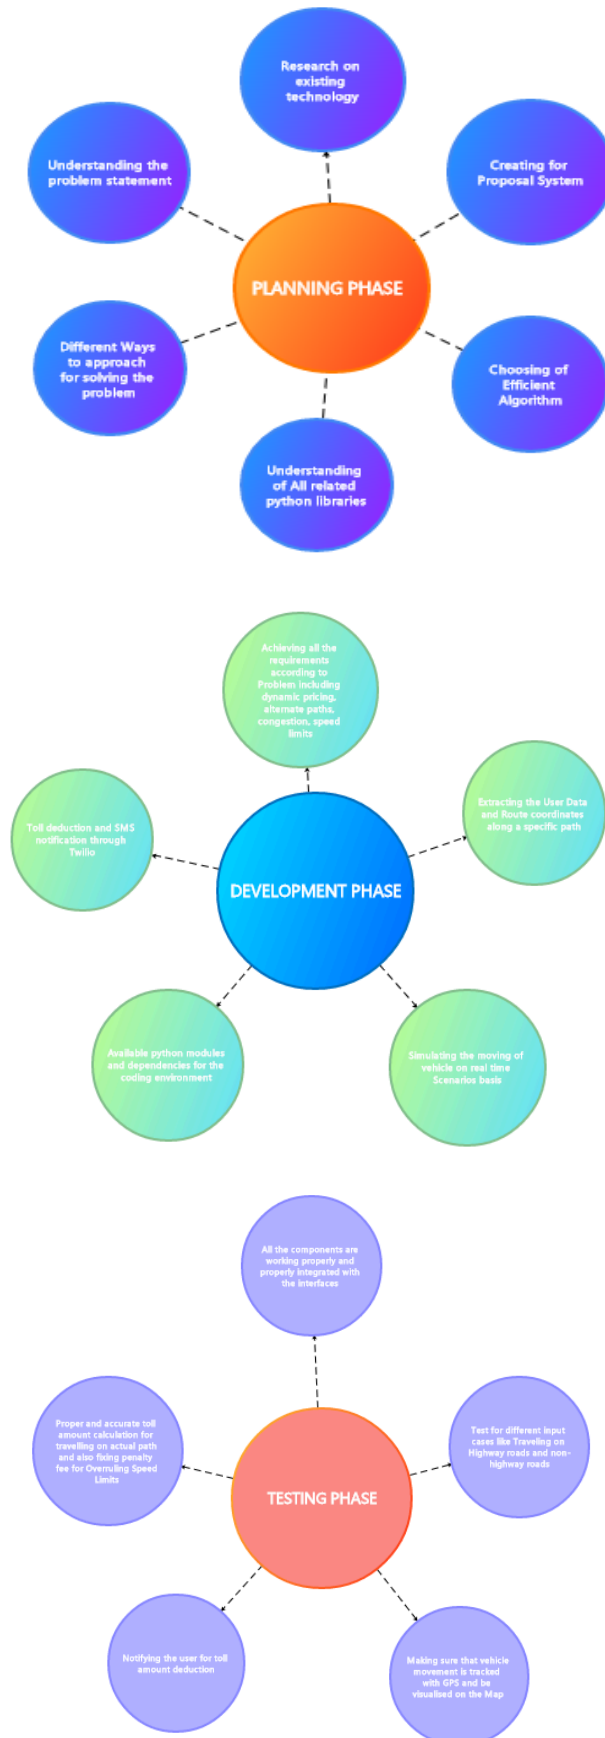 Research on
existing
technology
Understanding the
problem statement
Creating for
Proposal System
PLANNING PHASE
Different Ways
to approach
for solving the
problem
Choosing of
Efficient
Algorithm
Understanding
of All related
python libraries
Achieving all the
requirements
according to
Problem including
dynamic pricing,
alternate paths,
congestion, speed
limits
Toll deduction and SMS
notification through
Twilio
Extracting the User Data
and Route coordinates
along a specific path
DEVELOPMENT PHASE
Available python modules
and dependencies for the
coding environment
Simulating the moving of
vehicle on real time
Scenarios basis
All the components are
working properly and
properly integrated with
the interfaces
Proper and accurate toll
amount calculation for
travelling on actual path
and also fixing penalty
fee for Overruling Speed
Limits
Test for different input
cases like Traveling on
Highway roads and non-
highway roads
TESTING PHASE
Notifying the user for toll
amount deduction
Making sure that vehicle
movement is tracked
with GPS and be
visualised on the Map